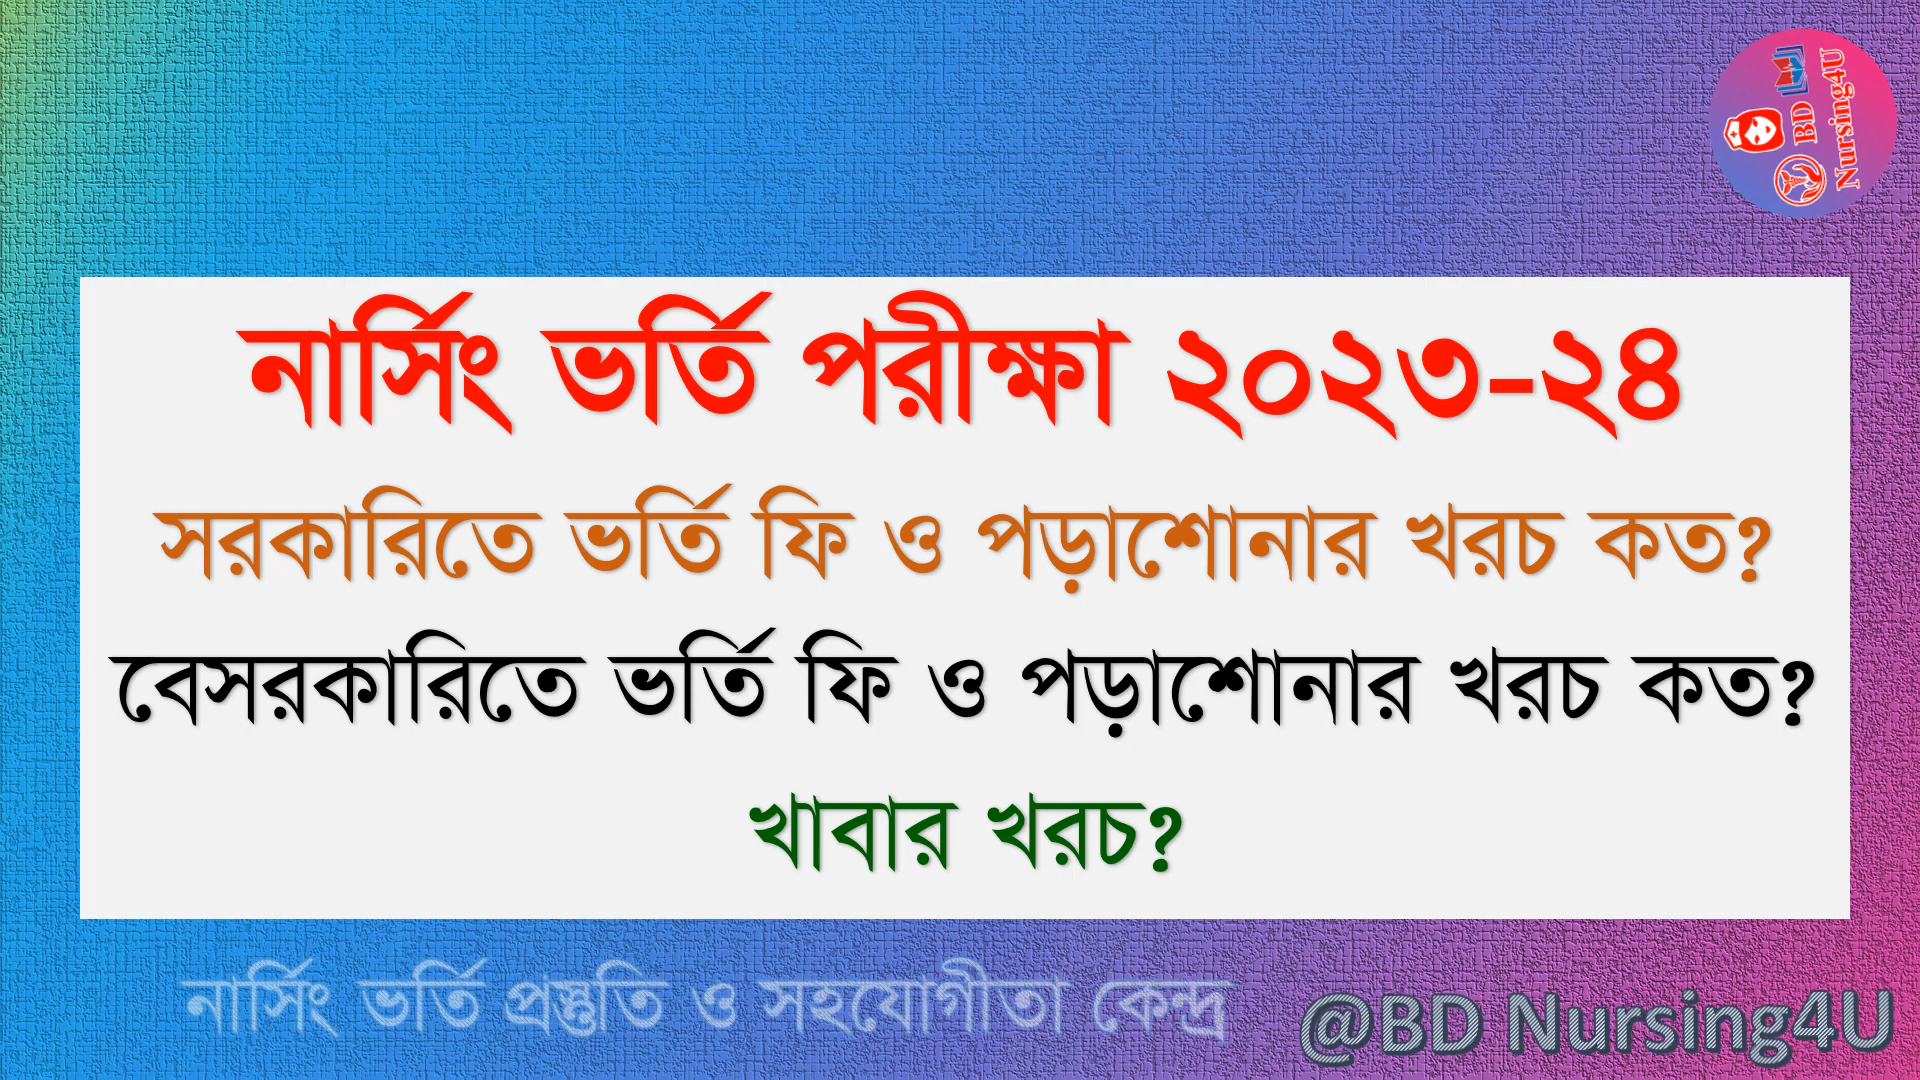 BD
Nursing4U
নার্সিং ভর্তি পরীক্ষা ২০২৩-২৪
সরকারিতে ভর্তি ফি ও পড়াশোনার খরচ কত?
বেসরকারিতে ভর্তি ফি ও পড়াশোনার খরচ কত?
খাবার খরচ?
নার্সিং ভর্তি প্রস্তুতি ও সহযোগীতা কেন্দ্র
@BD Nursing4U